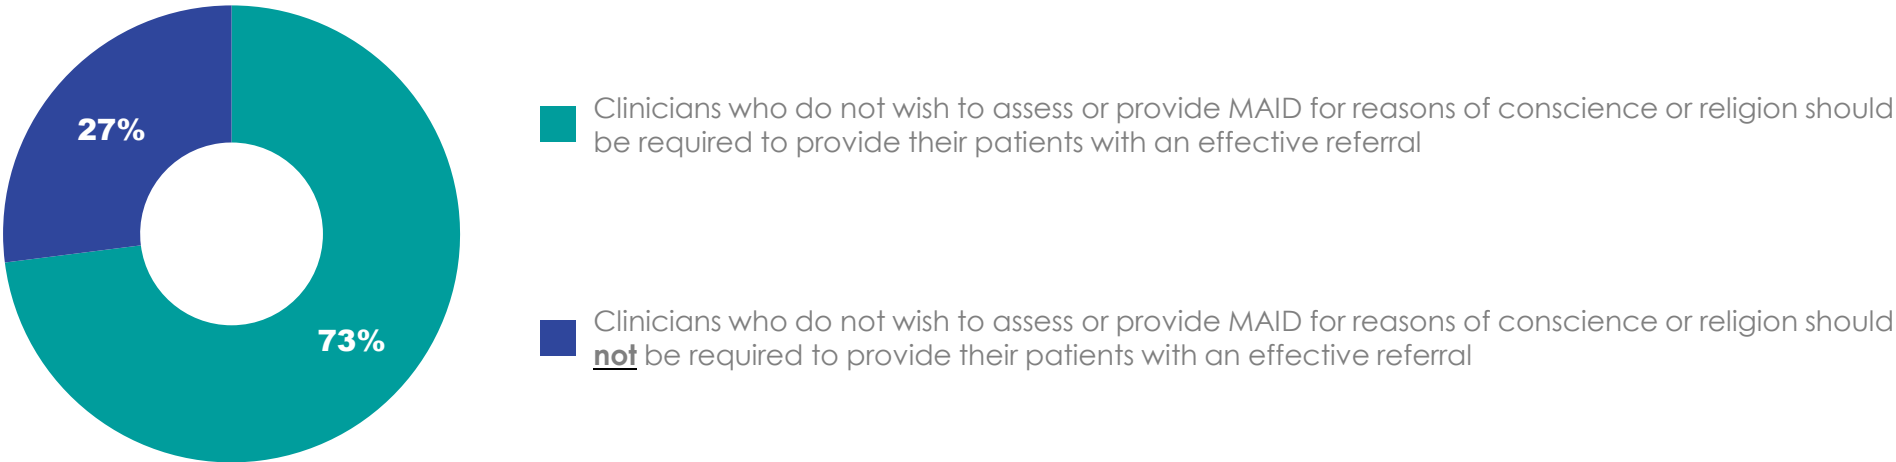 27%
73%
Clinicians who do not wish to assess or provide MAID for reasons of conscience or religion should
be required to provide their patients with an effective referral
Clinicians who do not wish to assess or provide MAID for reasons of conscience or religion should
not be required to provide their patients with an effective referral